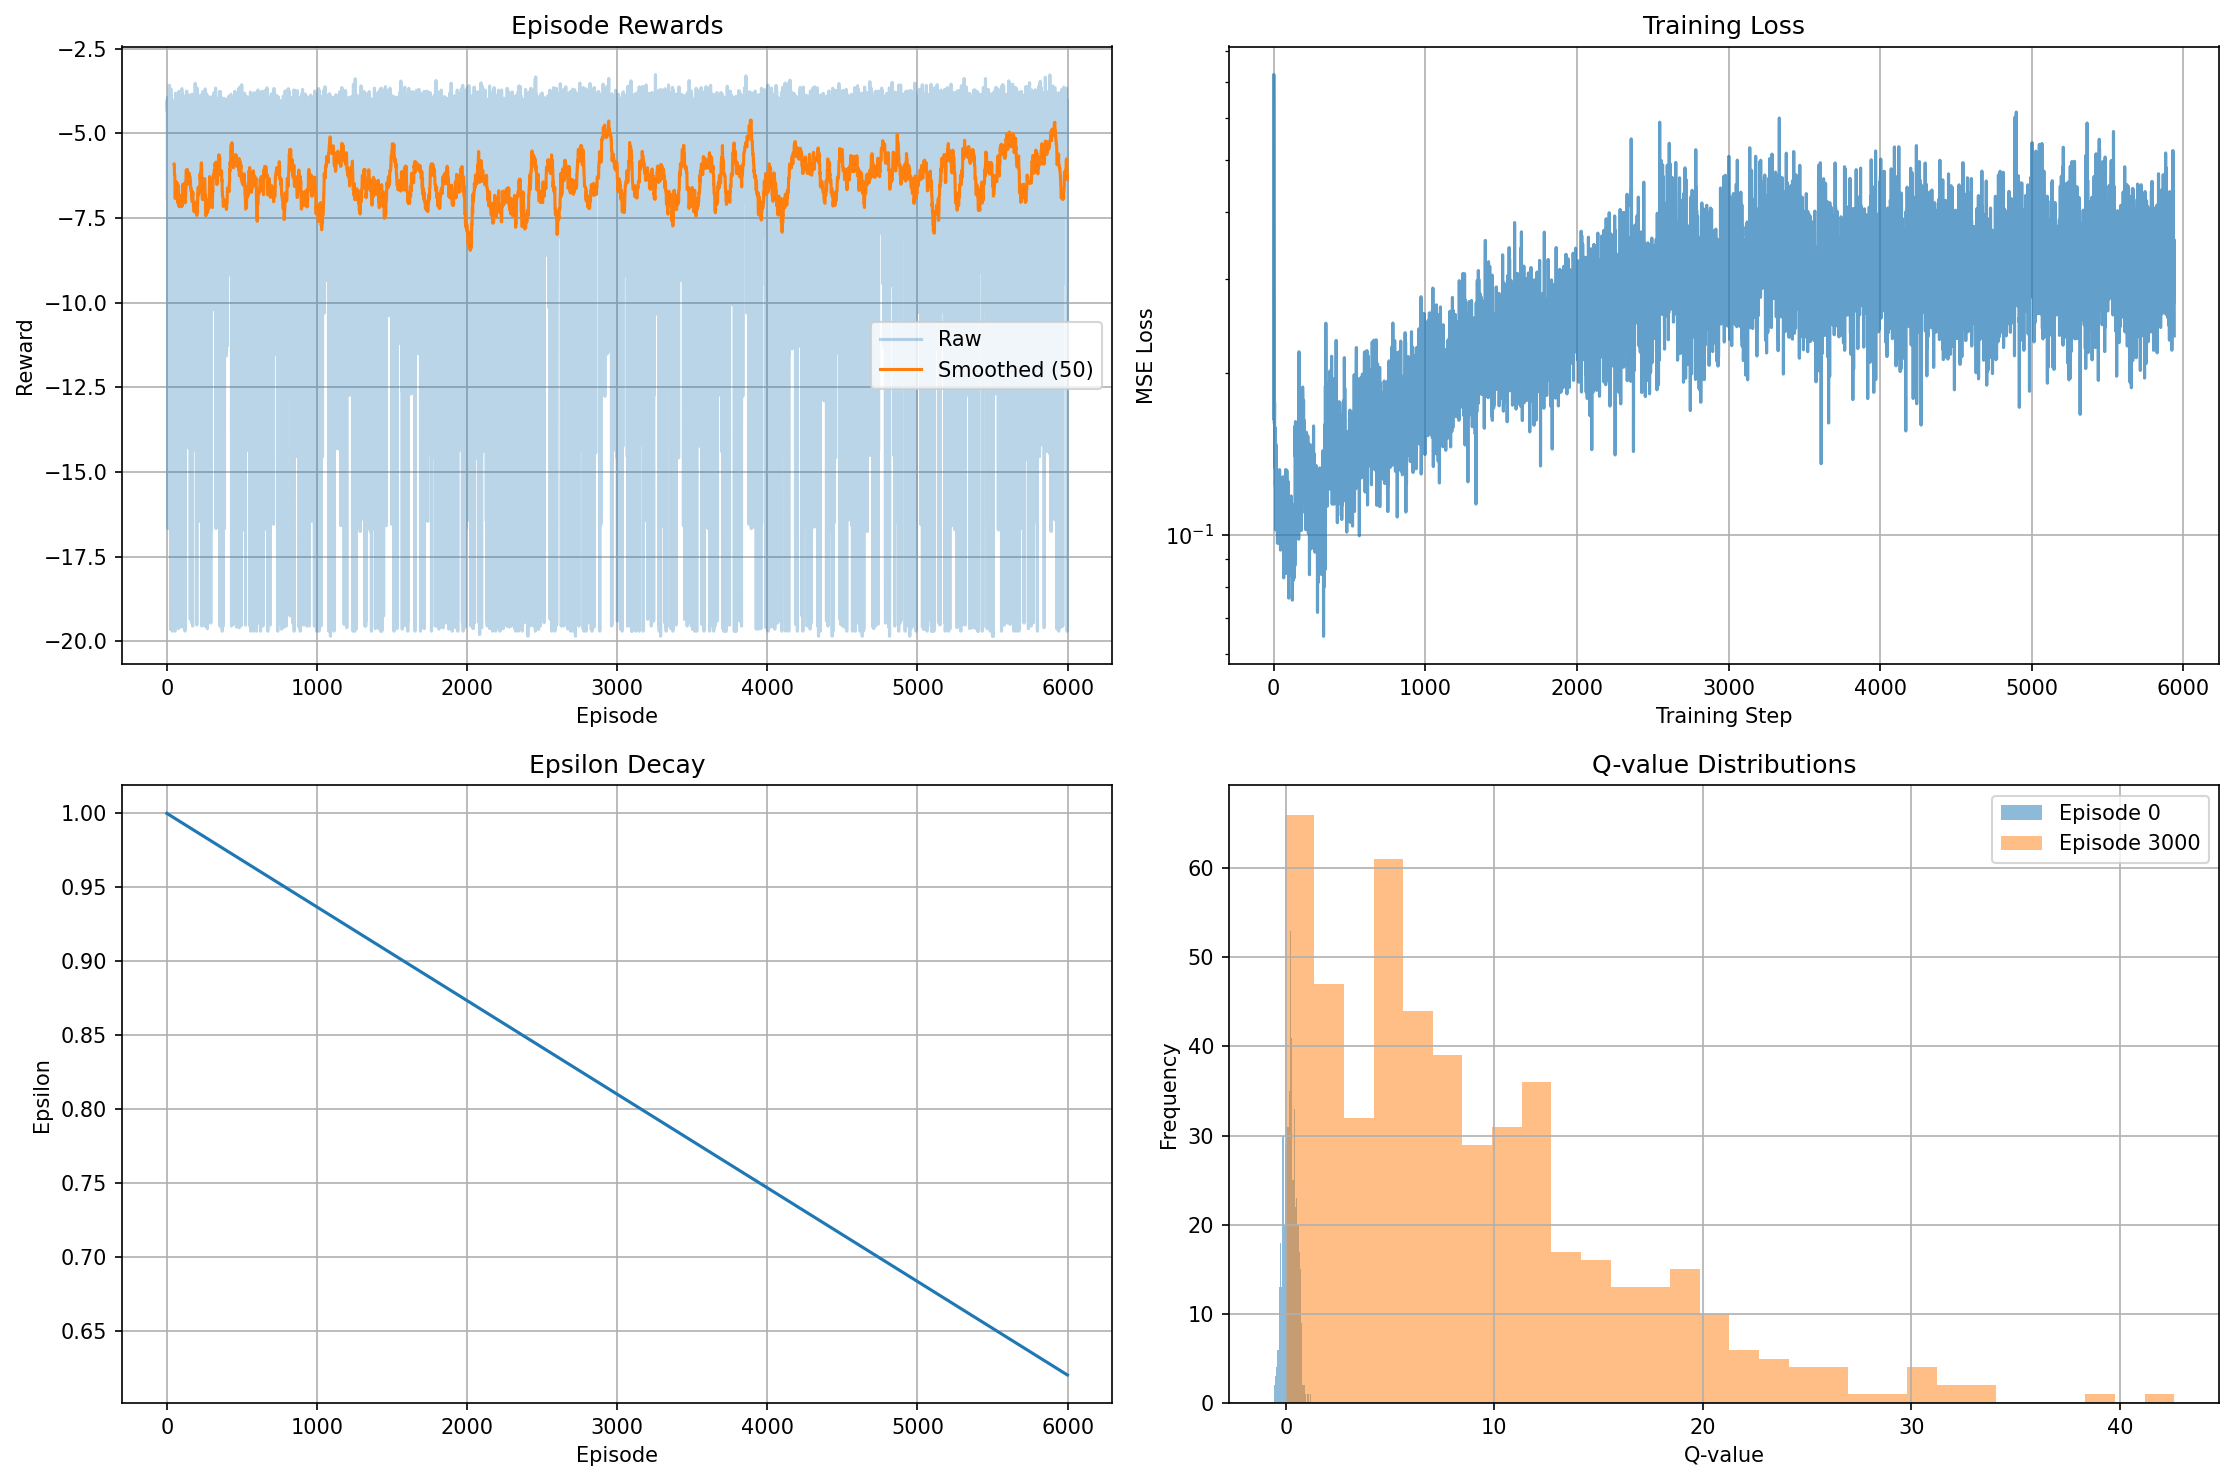 Episode Rewards
−2.5
−5.0
−7.5
−10.0
−12.5
−15.0
−17.5
−20.0
Reward
Raw
Smoothed (50)
0 1000 2000 3000 4000 5000 6000
Episode
Training Loss
10⁻¹
MSE Loss
0 1000 2000 3000 4000 5000 6000
Training Step
Epsilon Decay
1.00
0.95
0.90
0.85
0.80
0.75
0.70
0.65
Epsilon
0 1000 2000 3000 4000 5000 6000
Episode
Q-value Distributions
Episode 0
Episode 3000
60
50
40
30
20
10
0
Frequency
0 10 20 30 40
Q-value